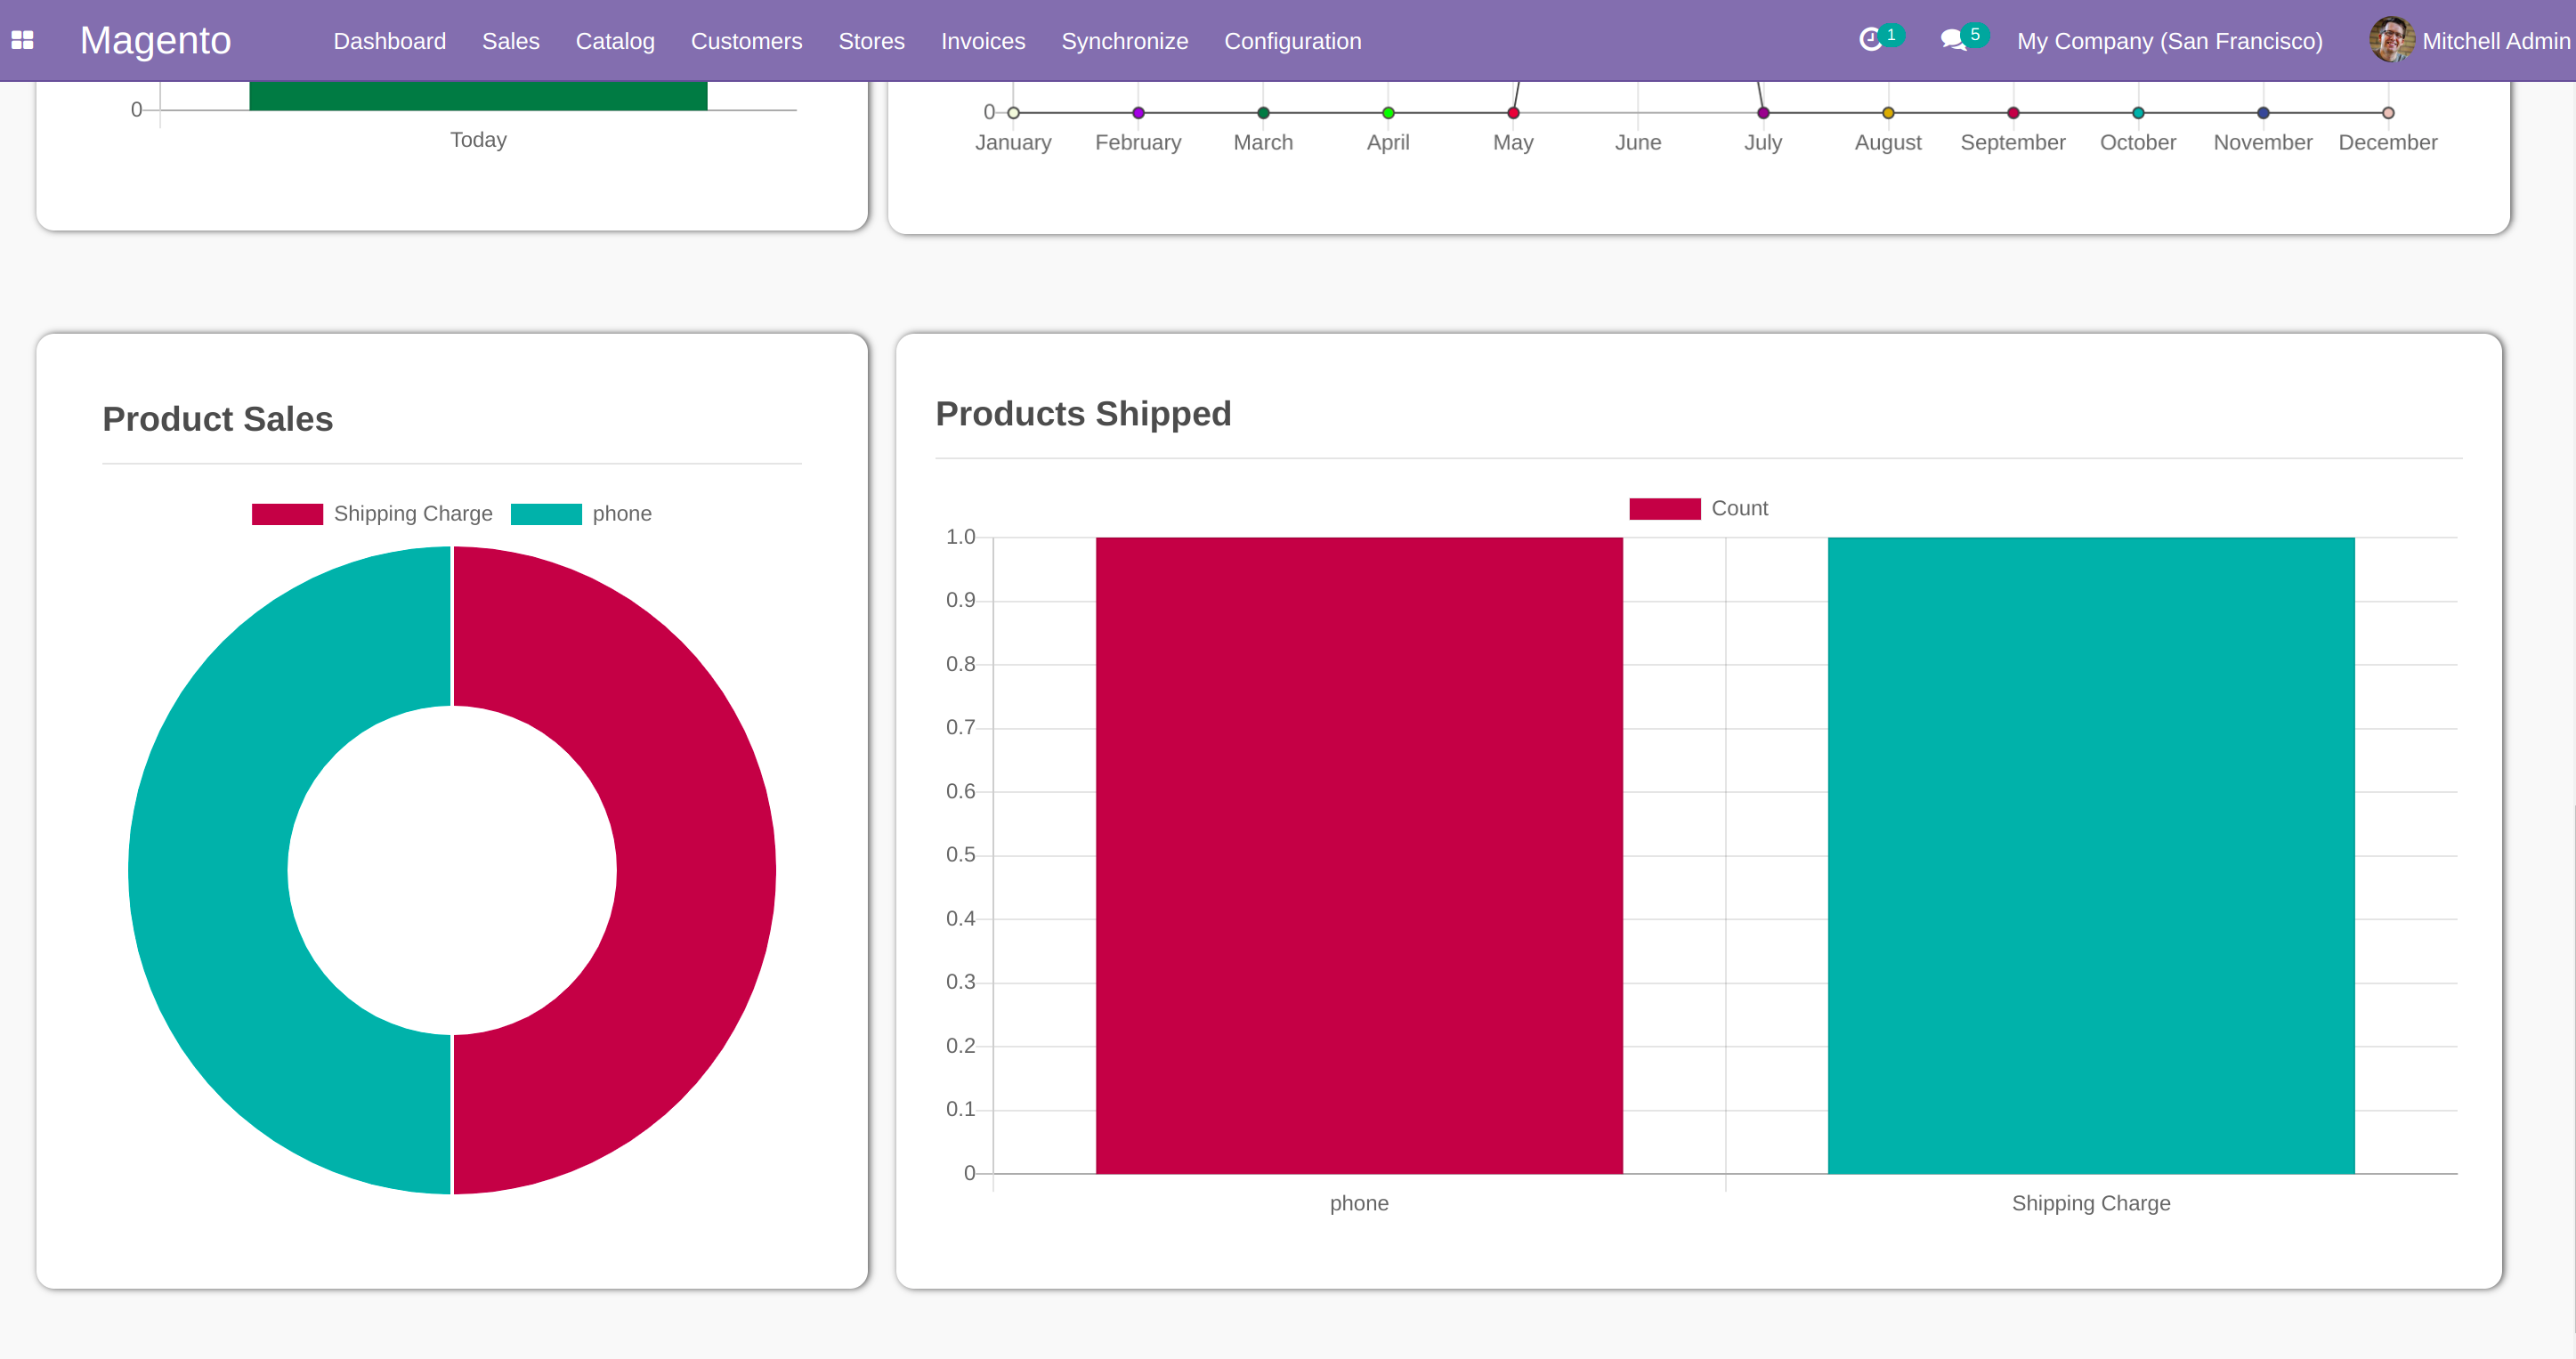 Magento Dashboard Sales Catalog Customers Stores Invoices Synchronize Configuration 1 5 My Company (San Francisco) Mitchell Admin
0
Today
0
January February March April May June July August September October November December
Product Sales
Shipping Charge phone
Products Shipped
Count
1.0
0.9
0.8
0.7
0.6
0.5
0.4
0.3
0.2
0.1
0
phone Shipping Charge